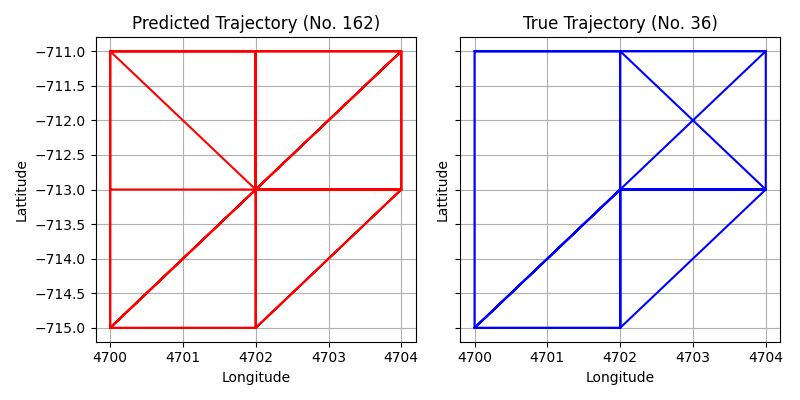 Predicted Trajectory (No. 162)
True Trajectory (No. 36)
−711.0
−711.5
−712.0
−712.5
−713.0
−713.5
−714.0
−714.5
−715.0
Lattitude
Lattitude
4700 4701 4702 4703 4704
4700 4701 4702 4703 4704
Longitude
Longitude